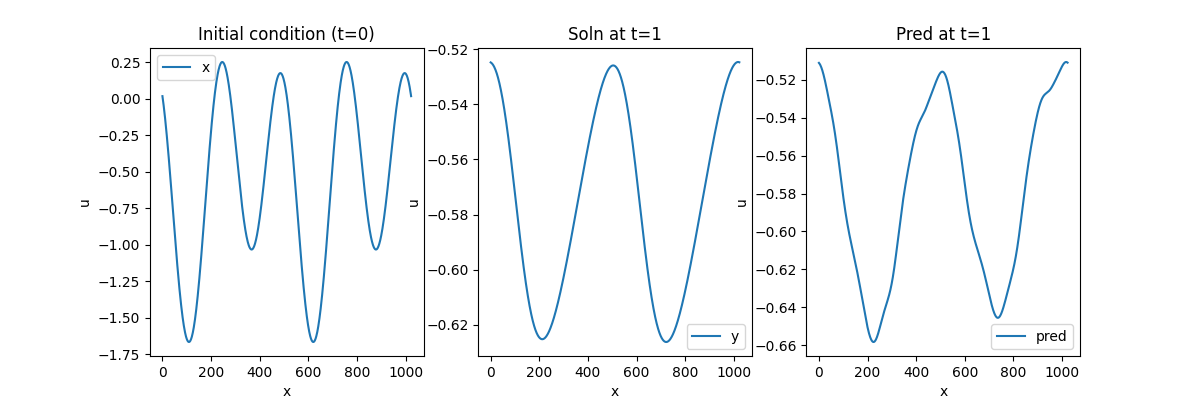 Initial condition (t=0)
0.25
0.00
−0.25
−0.50
−0.75
−1.00
−1.25
−1.50
−1.75
u
0 200 400 600 800 1000
x
x
Soln at t=1
−0.52
−0.54
−0.56
−0.58
−0.60
−0.62
u
0 200 400 600 800 1000
x
y
Pred at t=1
−0.52
−0.54
−0.56
−0.58
−0.60
−0.62
−0.64
−0.66
u
0 200 400 600 800 1000
x
pred